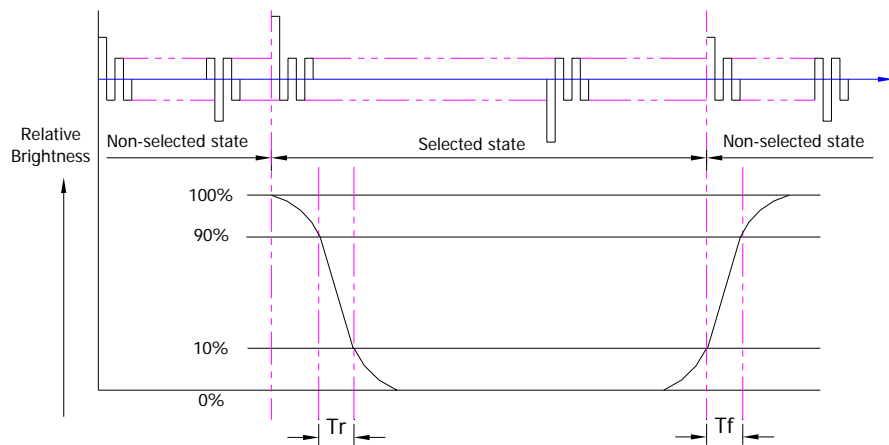 Relative
Brightness
Non-selected state
Selected state
Non-selected state
100%
90%
10%
0%
Tr
Tf